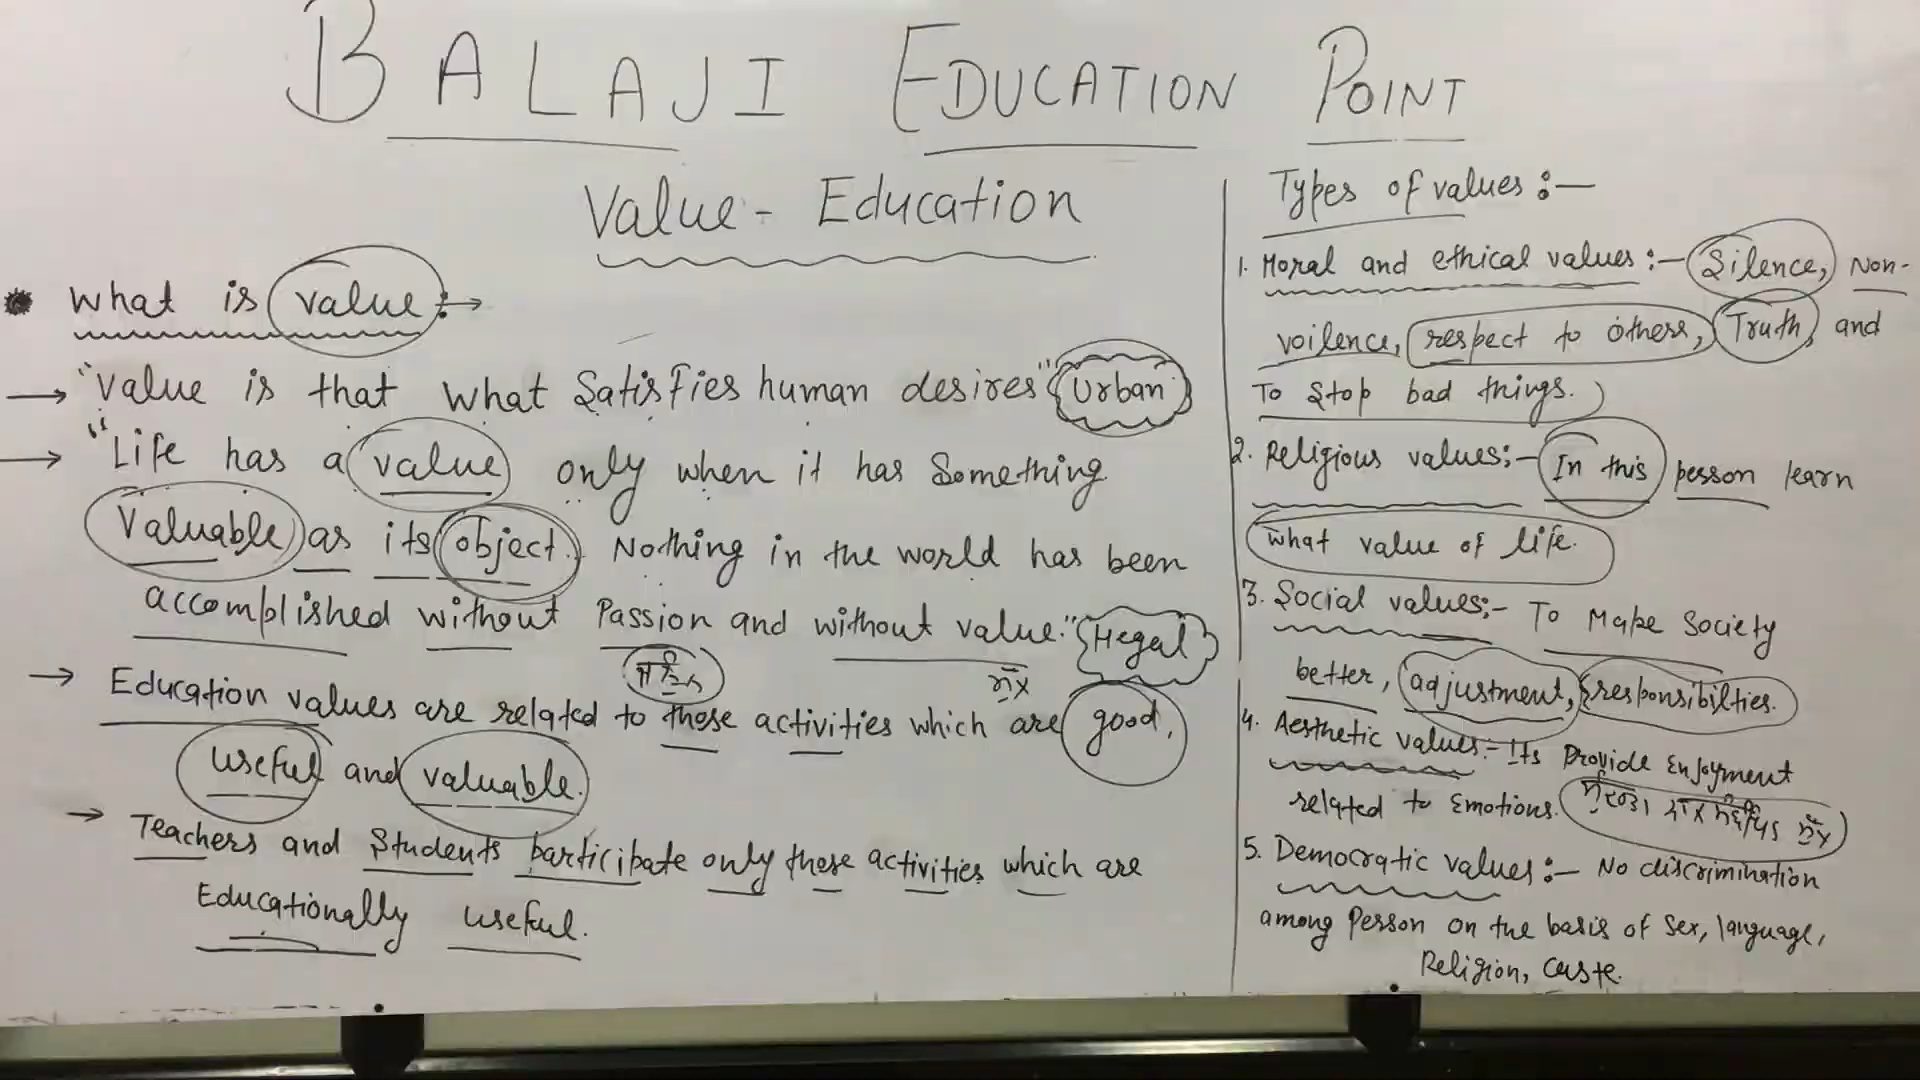 BALAJI EDUCATION POINT
Value - Education
What is value :→
→ "Value is that what Satisfies human desires" Urban
→ "Life has a value only when it has Something
Valuable as its object. Nothing in the world has been
accomplished without Passion and without value." Hegal
→ Education values are related to those activities which are good,
useful and valuable.
→ Teachers and Students participate only those activities which are
Educationally useful.
Types of values :—
1. Moral and ethical values :— Silence, Non-
voilence, respect to others, Truth, and
To Stop bad things.
2. Religious values:— In this person learn
what value of life.
3. Social values:- To Make Society
better, adjustment, & responsibilties.
4. Aesthetic values:- Its Provide Enjoyment
related to Emotions.
5. Democratic values :— No discrimination
among Person on the basis of Sex, language,
Religion, Caste.